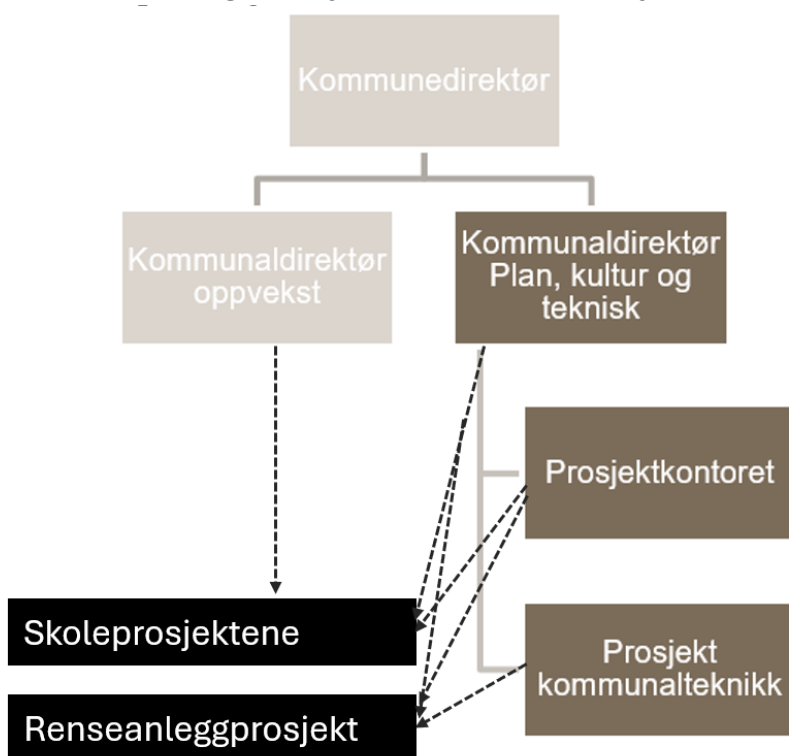 Kommunedirektør
Kommunaldirektør
oppvekst
Kommunaldirektør
Plan, kultur og
teknisk
Prosjektkontoret
Skoleprosjektene
Prosjekt
kommunalteknikk
Renseanleggprosjekt